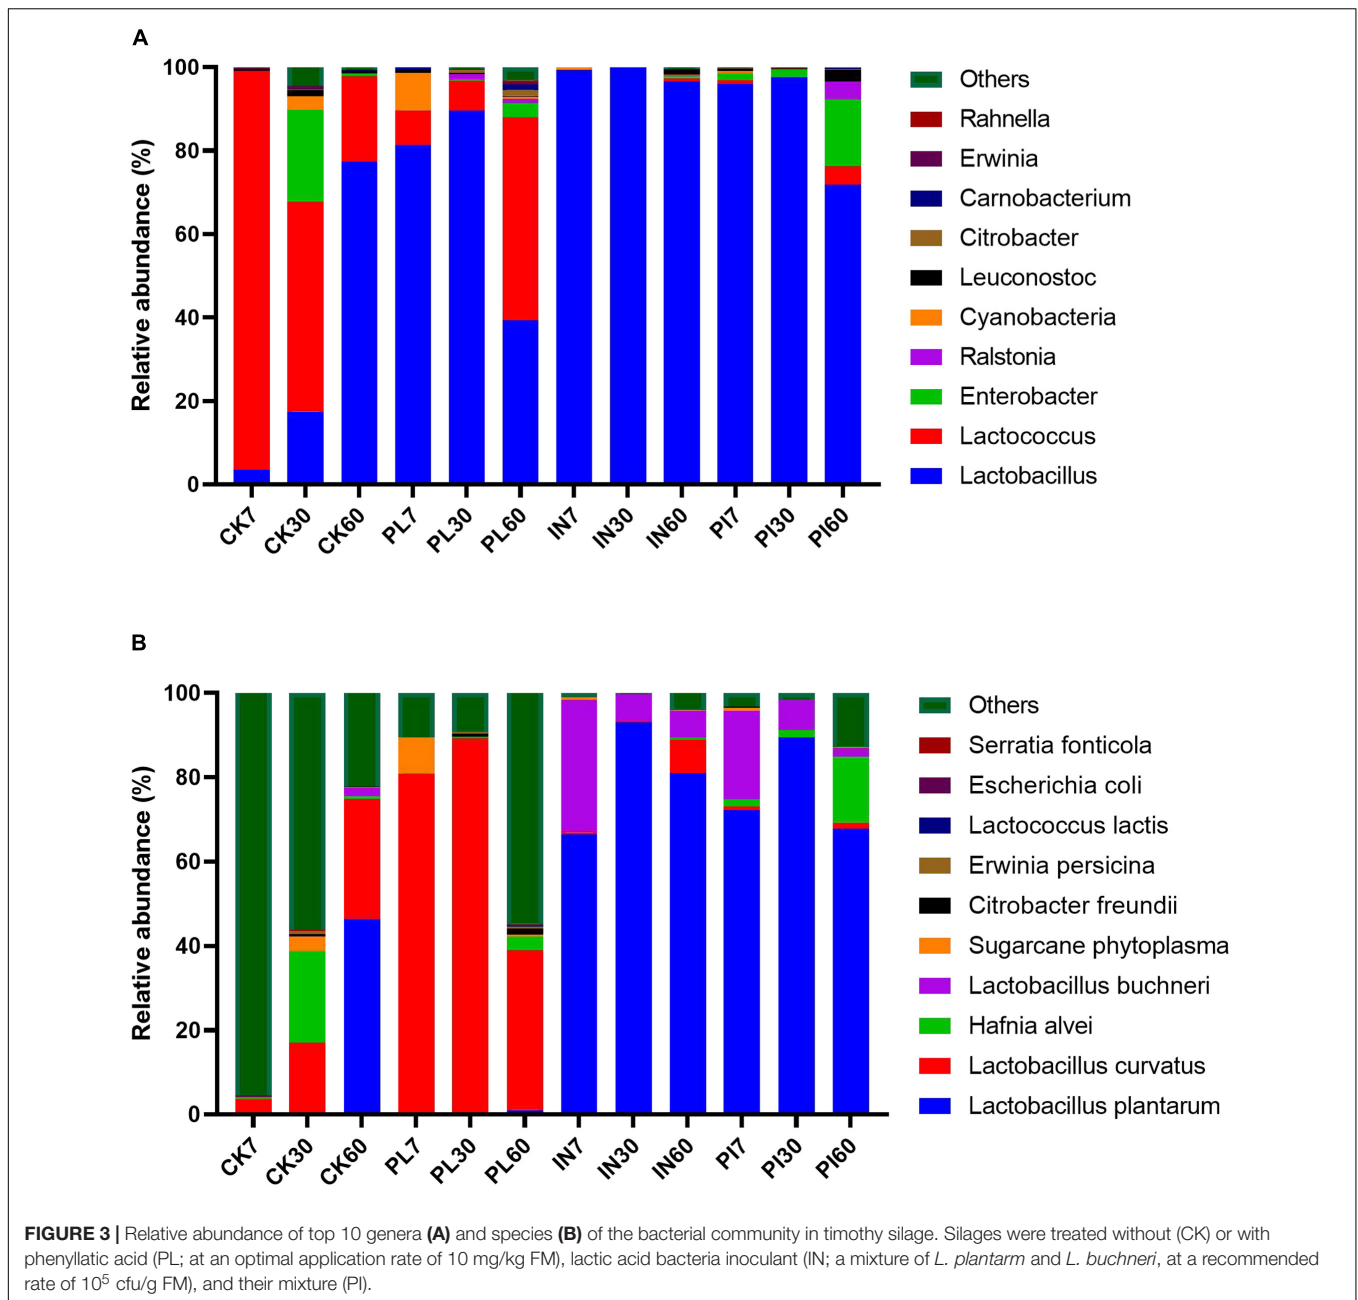 A
Relative abundance (%)
100
80
60
40
20
0
CK7
CK30
CK60
PL7
PL30
PL60
IN7
IN30
IN60
PI7
PI30
PI60
Others
Rahnella
Erwinia
Carnobacterium
Citrobacter
Leuconostoc
Cyanobacteria
Ralstonia
Enterobacter
Lactococcus
Lactobacillus
B
Relative abundance (%)
100
80
60
40
20
0
CK7
CK30
CK60
PL7
PL30
PL60
IN7
IN30
IN60
PI7
PI30
PI60
Others
Serratia fonticola
Escherichia coli
Lactococcus lactis
Erwinia persicina
Citrobacter freundii
Sugarcane phytoplasma
Lactobacillus buchneri
Hafnia alvei
Lactobacillus curvatus
Lactobacillus plantarum
FIGURE 3 | Relative abundance of top 10 genera (A) and species (B) of the bacterial community in timothy silage. Silages were treated without (CK) or with
phenyllatic acid (PL; at an optimal application rate of 10 mg/kg FM), lactic acid bacteria inoculant (IN; a mixture of L. plantarm and L. buchneri, at a recommended
rate of 10⁵ cfu/g FM), and their mixture (PI).